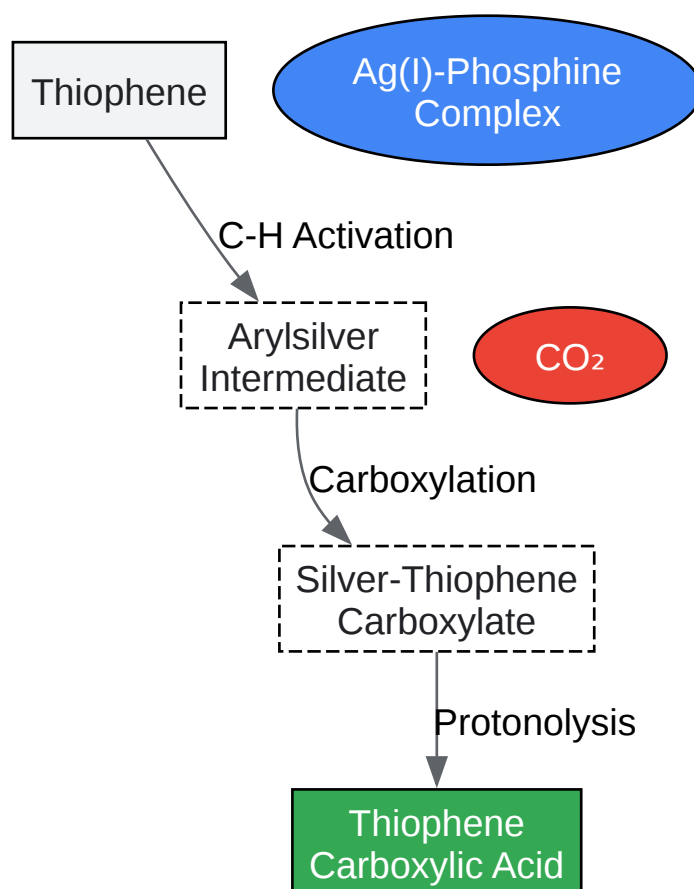 Thiophene
Ag(I)-Phosphine
Complex
C-H Activation
Arylsilver
Intermediate
CO₂
Carboxylation
Silver-Thiophene
Carboxylate
Protonolysis
Thiophene
Carboxylic Acid